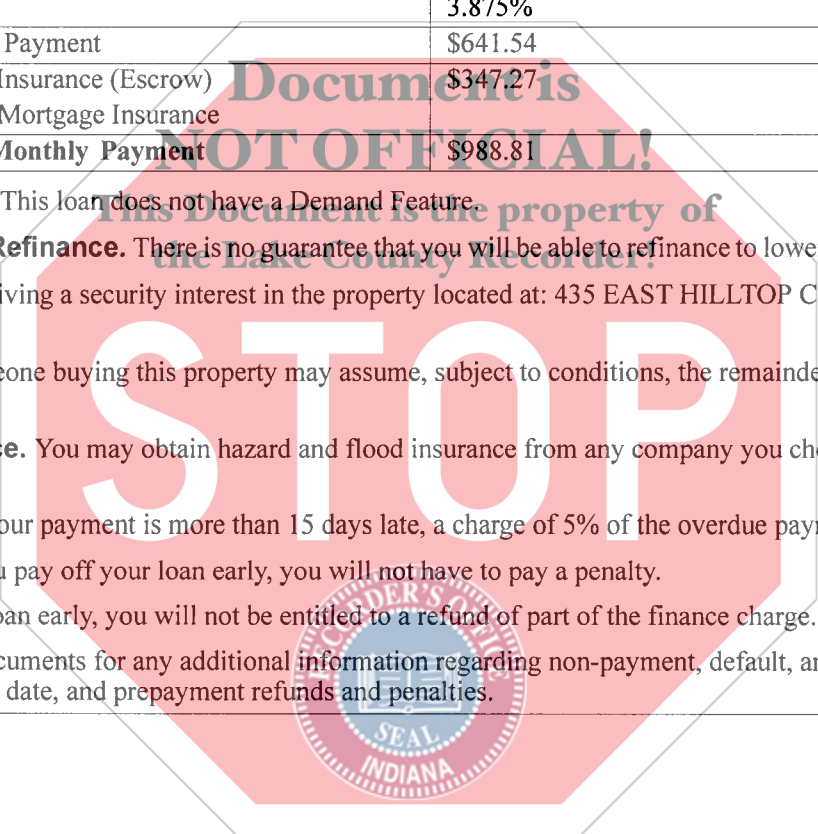 3.875%
Payment $641.54
Insurance (Escrow) $347.27
Mortgage Insurance
Monthly Payment $988.81
Document is
NOT OFFICIAL!
This Document is the property of
the Lake County Recorder!
This loan does not have a Demand Feature.
Refinance. There is no guarantee that you will be able to refinance to lowe
iving a security interest in the property located at: 435 EAST HILLTOP C
eone buying this property may assume, subject to conditions, the remainde
STOP
ce. You may obtain hazard and flood insurance from any company you cho
our payment is more than 15 days late, a charge of 5% of the overdue payn
u pay off your loan early, you will not have to pay a penalty.
oan early, you will not be entitled to a refund of part of the finance charge.
cuments for any additional information regarding non-payment, default, an
date, and prepayment refunds and penalties.
RECORDER'S OFFICE
SEAL
INDIANA